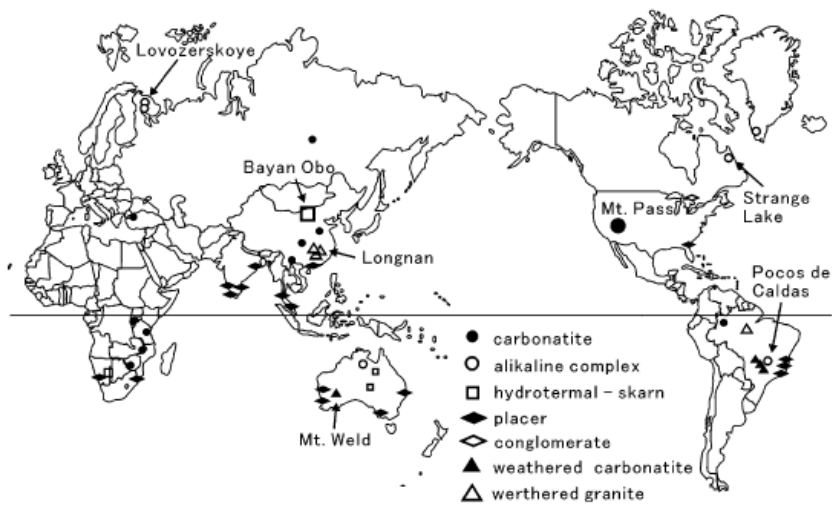 Lovozerskoye
Bayan Obo
Mt. Pass
Strange
Lake
Longnan
Pocos de
Caldas
carbonatite
alikaline complex
hydrotermal – skarn
placer
conglomerate
weathered carbonatite
werthered granite
Mt. Weld